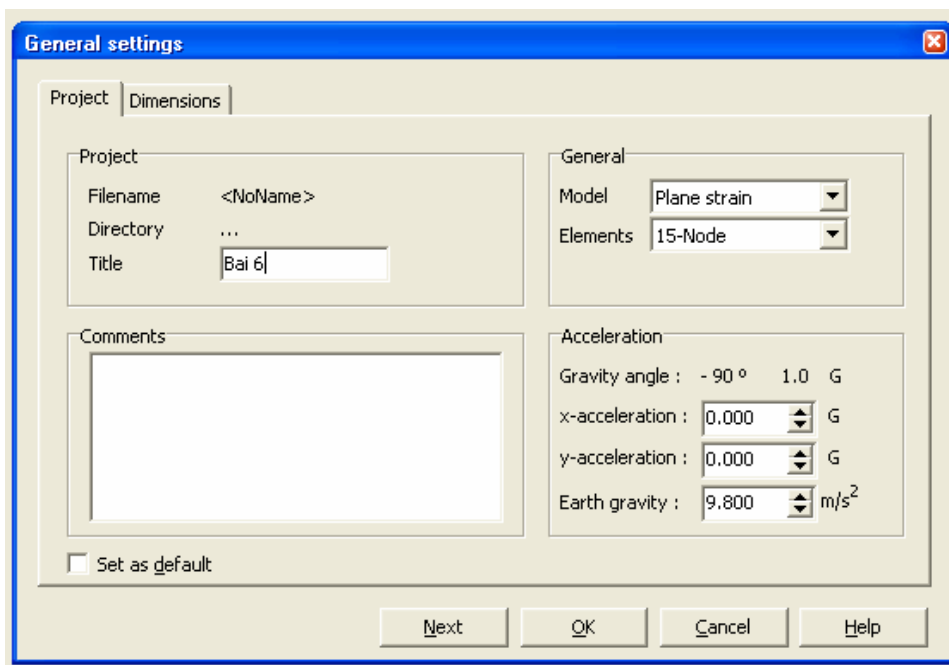 General settings
Project
Dimensions
Project
Filename <NoName>
Directory ...
Title Bai 6
General
Model Plane strain
Elements 15-Node
Comments
Acceleration
Gravity angle : - 90 º 1.0 G
x-acceleration : 0.000 G
y-acceleration : 0.000 G
Earth gravity : 9.800 m/s²
Set as default
Next
OK
Cancel
Help